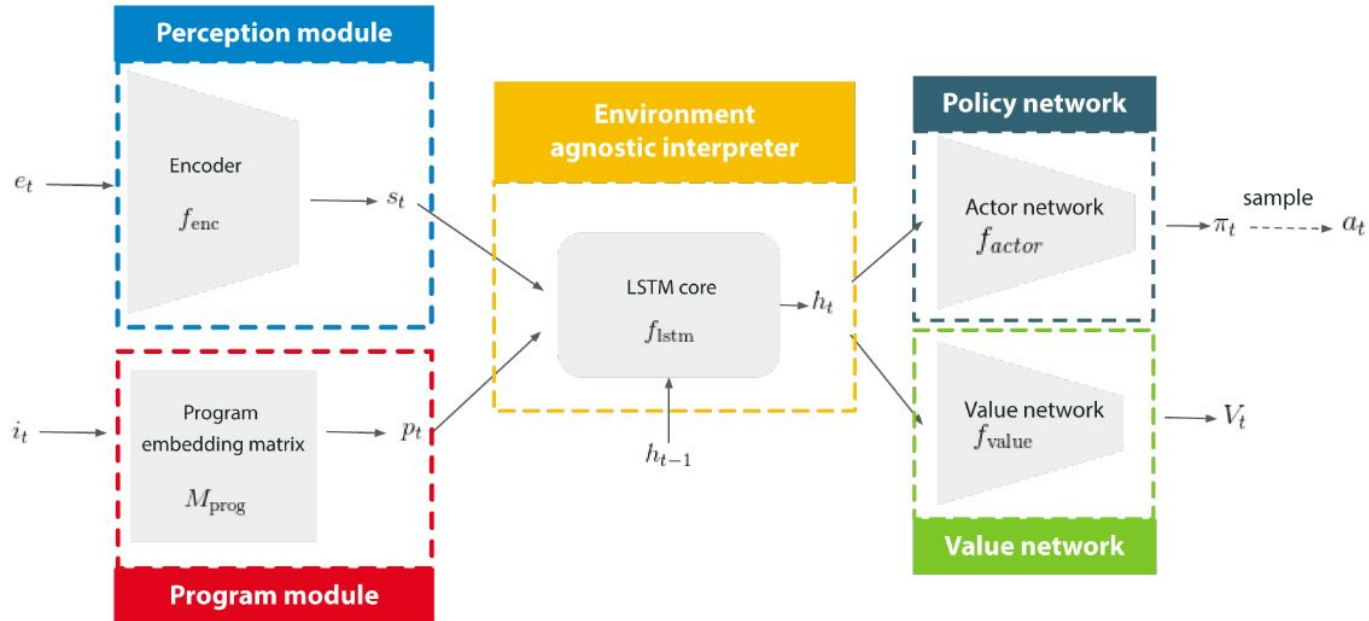 Perception module
Encoder
f_enc
e_t
s_t
Program
embedding matrix
M_prog
i_t
p_t
Program module
Environment
agnostic interpreter
LSTM core
f_lstm
h_t
h_{t-1}
Policy network
Actor network
f_actor
π_t
sample
a_t
Value network
f_value
V_t
Value network